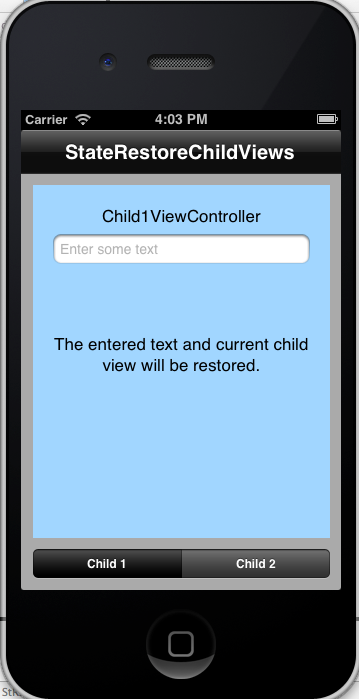 Carrier 4:03 PM
StateRestoreChildViews
Child1ViewController
Enter some text
The entered text and current child
view will be restored.
Child 1 Child 2